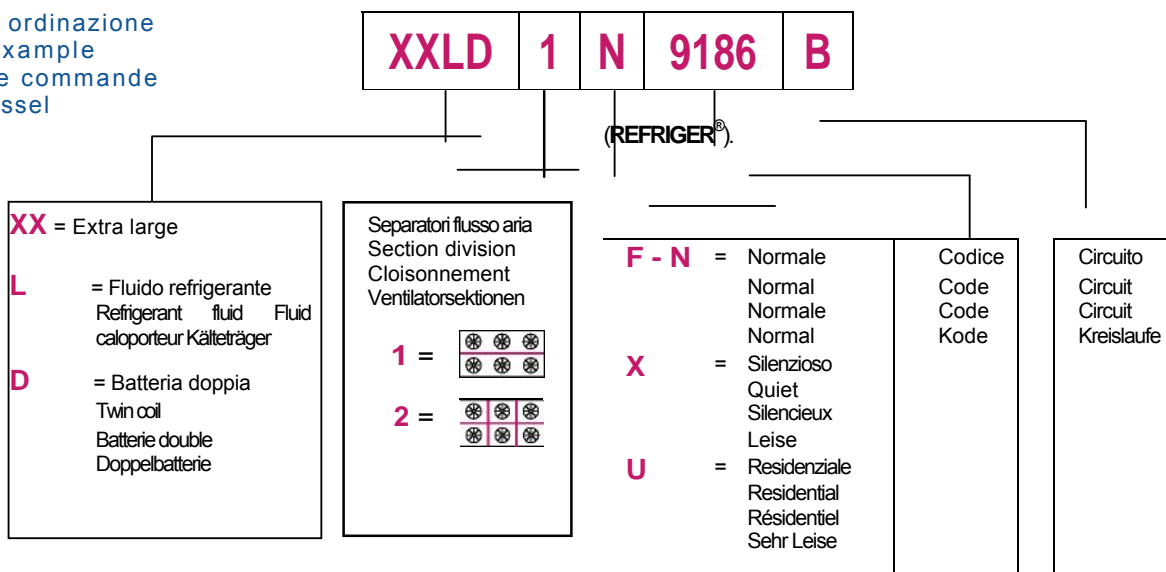 ordinazione
xample
e commande
ssel
XXLD 1 N 9186 B
(REFRIGER®).
XX = Extra large
L = Fluido refrigerante
Refrigerant fluid Fluid
caloporteur Kälteträger
D = Batteria doppia
Twin coil
Batterie double
Doppelbatterie
Separatori flusso aria
Section division
Cloisonnement
Ventilatorsektionen
1 =
2 =
F - N = Normale
Normal
Normale
Normal
X = Silenzioso
Quiet
Silencieux
Leise
U = Residenziale
Residential
Résidentiel
Sehr Leise
Codice
Code
Code
Kode
Circuito
Circuit
Circuit
Kreislaufe